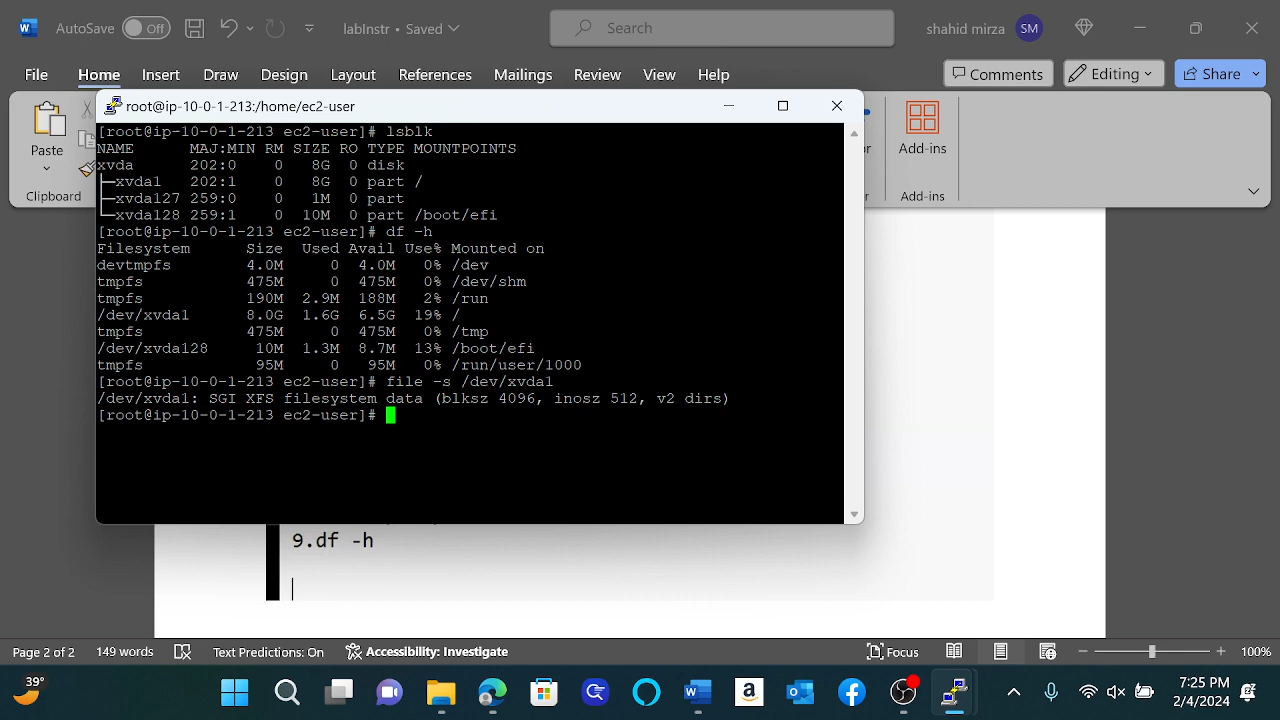 AutoSave Off labInstr • Saved Search shahid mirza SM
File Home Insert Draw Design Layout References Mailings Review View Help Comments Editing Share
root@ip-10-0-1-213:/home/ec2-user
Paste
Clipboard
Add-ins
Add-ins
[root@ip-10-0-1-213 ec2-user]# lsblk
NAME MAJ:MIN RM SIZE RO TYPE MOUNTPOINTS
xvda 202:0 0 8G 0 disk
├─xvda1 202:1 0 8G 0 part /
├─xvda127 259:0 0 1M 0 part
└─xvda128 259:1 0 10M 0 part /boot/efi
[root@ip-10-0-1-213 ec2-user]# df -h
Filesystem Size Used Avail Use% Mounted on
devtmpfs 4.0M 0 4.0M 0% /dev
tmpfs 475M 0 475M 0% /dev/shm
tmpfs 190M 2.9M 188M 2% /run
/dev/xvda1 8.0G 1.6G 6.5G 19% /
tmpfs 475M 0 475M 0% /tmp
/dev/xvda128 10M 1.3M 8.7M 13% /boot/efi
tmpfs 95M 0 95M 0% /run/user/1000
[root@ip-10-0-1-213 ec2-user]# file -s /dev/xvda1
/dev/xvda1: SGI XFS filesystem data (blksz 4096, inosz 512, v2 dirs)
[root@ip-10-0-1-213 ec2-user]#
9.df -h
Page 2 of 2 149 words Text Predictions: On Accessibility: Investigate Focus 100%
39°
7:25 PM
2/4/2024